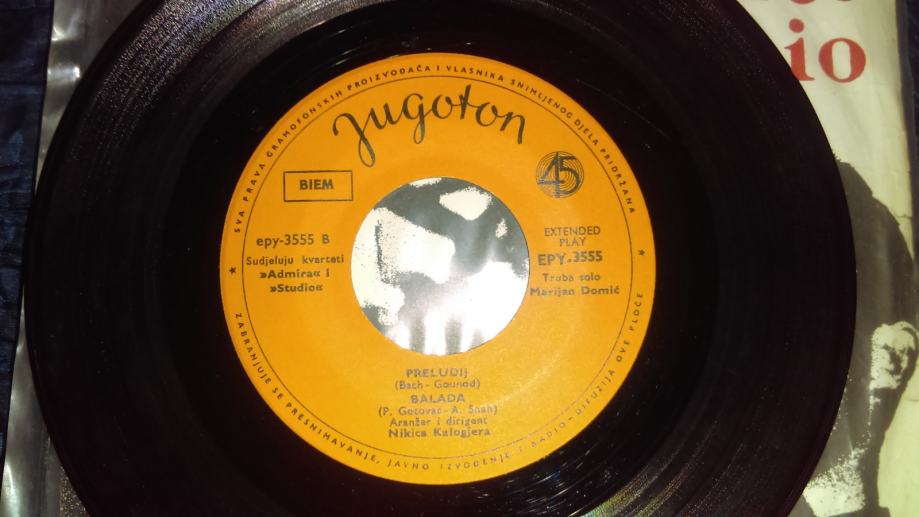 SVA PRAVA GRAMOFONSKIH PROIZVOĐAČA I VLASNIKA SNIMLJENOG DJELA PRIDRŽANA
Jugoton
BIEM
45
epy-3555 B
Sudjeluju kvarteti
»Admira« i
»Studio«
EXTENDED
PLAY
EPY-3555
Truba solo
Marijan Domić
PRELUDIJ
(Bach - Gounod)
BALADA
(P. Gotovac - A. Snah)
Aranžer i dirigent
Nikica Kalogjera
ZABRANJUJE SE PRESNIMAVANJE, JAVNO IZVOĐENJE I RADIO-DIFUZIJA OVE PLOČE
io